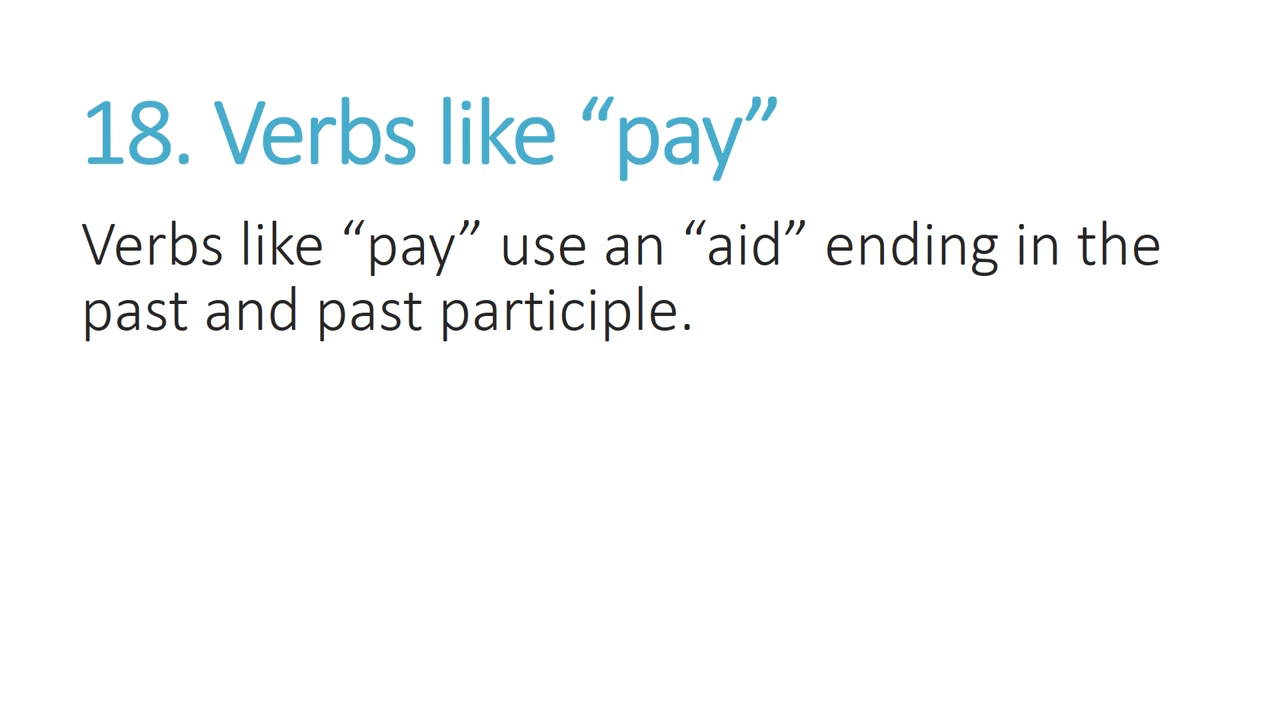 18. Verbs like “pay”
Verbs like “pay” use an “aid” ending in the
past and past participle.